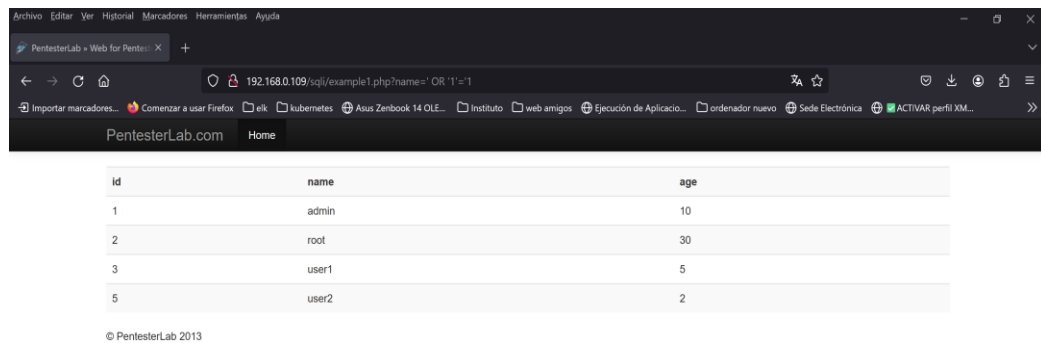 Archivo Editar Ver Historial Marcadores Herramientas Ayuda
PentesterLab » Web for Pentest
192.168.0.109/sqli/example1.php?name=' OR '1'='1
Importar marcadores... Comenzar a usar Firefox elk kubernetes Asus Zenbook 14 OLE... Instituto web amigos Ejecución de Aplicacio... ordenador nuevo Sede Electrónica ACTIVAR perfil XM...
PentesterLab.com Home
id name age
1 admin 10
2 root 30
3 user1 5
5 user2 2
© PentesterLab 2013